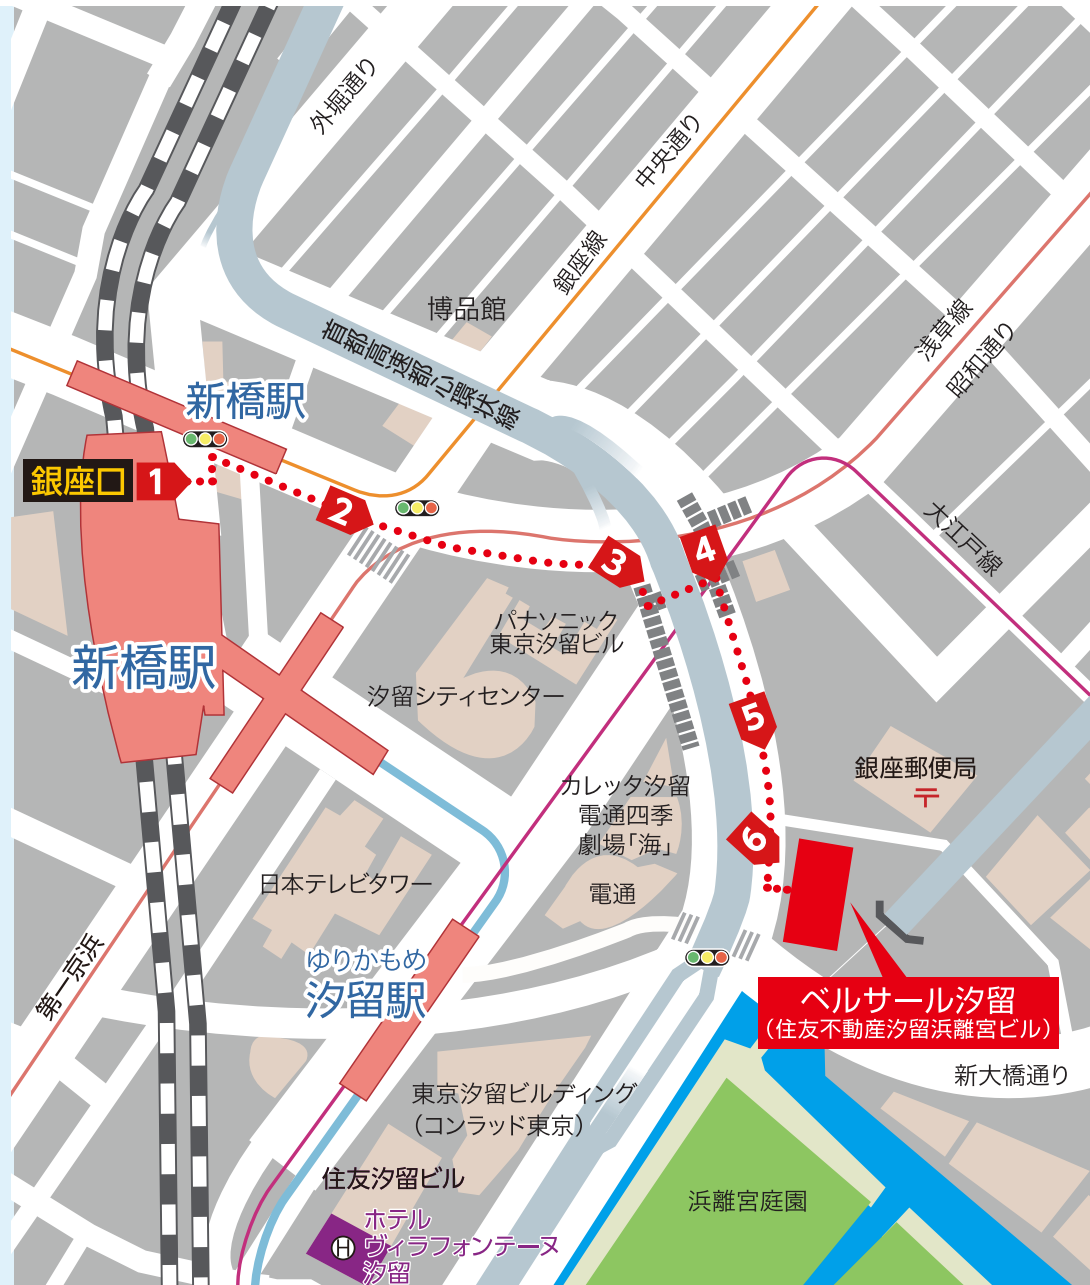 外堀通り
中央通り
銀座線
博品館
首都高速都心環状線
浅草線
昭和通り
新橋駅
銀座口
1
2
3
4
大江戸線
パナソニック
東京汐留ビル
新橋駅
汐留シティセンター
5
銀座郵便局
〒
カレッタ汐留
電通四季
劇場「海」
6
日本テレビタワー
電通
第一京浜
ゆりかもめ
汐留駅
ベルサール汐留
(住友不動産汐留浜離宮ビル)
新大橋通り
東京汐留ビルディング
(コンラッド東京)
住友汐留ビル
浜離宮庭園
H
ホテル
ヴィラフォンテーヌ
汐留